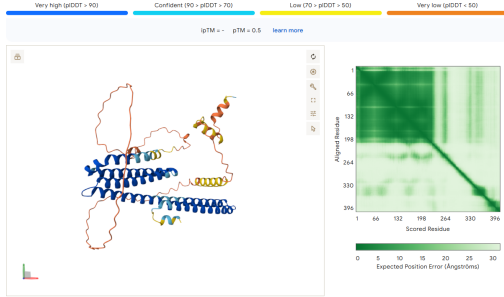 Very high (plDDT > 90)
Confident (90 > plDDT > 70)
Low (70 > plDDT > 50)
Very low (plDDT < 50)
ipTM = -   pTM = 0.5   learn more
1
66
132
198
264
330
396
Aligned Residue
1 66 132 198 264 330 396
Scored Residue
0 5 10 15 20 25 30
Expected Position Error (Ångströms)